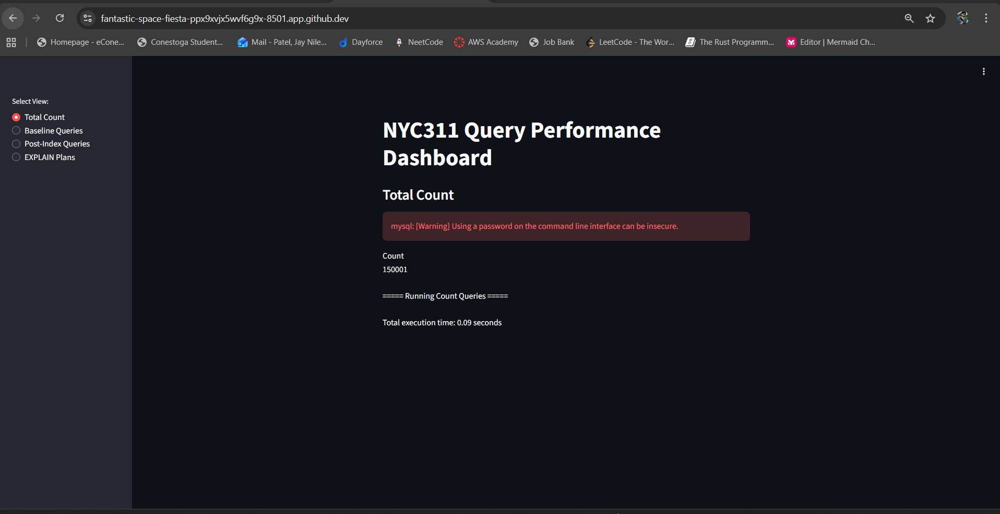 fantastic-space-fiesta-ppx9xvjx5wvf6g9x-8501.app.github.dev
Homepage - eCone... Conestoga Student... Mail - Patel, Jay Nile... Dayforce NeetCode AWS Academy Job Bank LeetCode - The Wor... The Rust Programm... Editor | Mermaid Ch...
Select View:
Total Count
Baseline Queries
Post-Index Queries
EXPLAIN Plans
NYC311 Query Performance
Dashboard
Total Count
mysql: [Warning] Using a password on the command line interface can be insecure.
Count
150001
===== Running Count Queries =====
Total execution time: 0.09 seconds